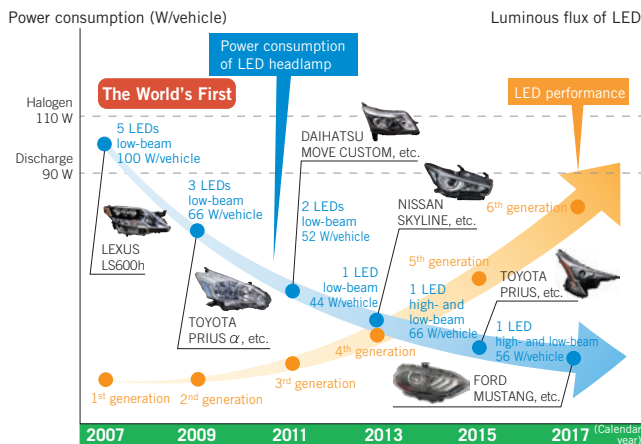 Power consumption (W/vehicle)
Luminous flux of LED
Power consumption
of LED headlamp
The World's First
LED performance
Halogen
110 W
Discharge
90 W
5 LEDs
low-beam
100 W/vehicle
LEXUS
LS600h
3 LEDs
low-beam
66 W/vehicle
TOYOTA
PRIUS α, etc.
DAIHATSU
MOVE CUSTOM, etc.
2 LEDs
low-beam
52 W/vehicle
NISSAN
SKYLINE, etc.
1 LED
low-beam
44 W/vehicle
1 LED
high- and
low-beam
66 W/vehicle
TOYOTA
PRIUS, etc.
1 LED
high- and low-beam
56 W/vehicle
FORD
MUSTANG, etc.
1st generation
2nd generation
3rd generation
4th generation
5th generation
6th generation
2007 2009 2011 2013 2015 2017 (Calendar
year)